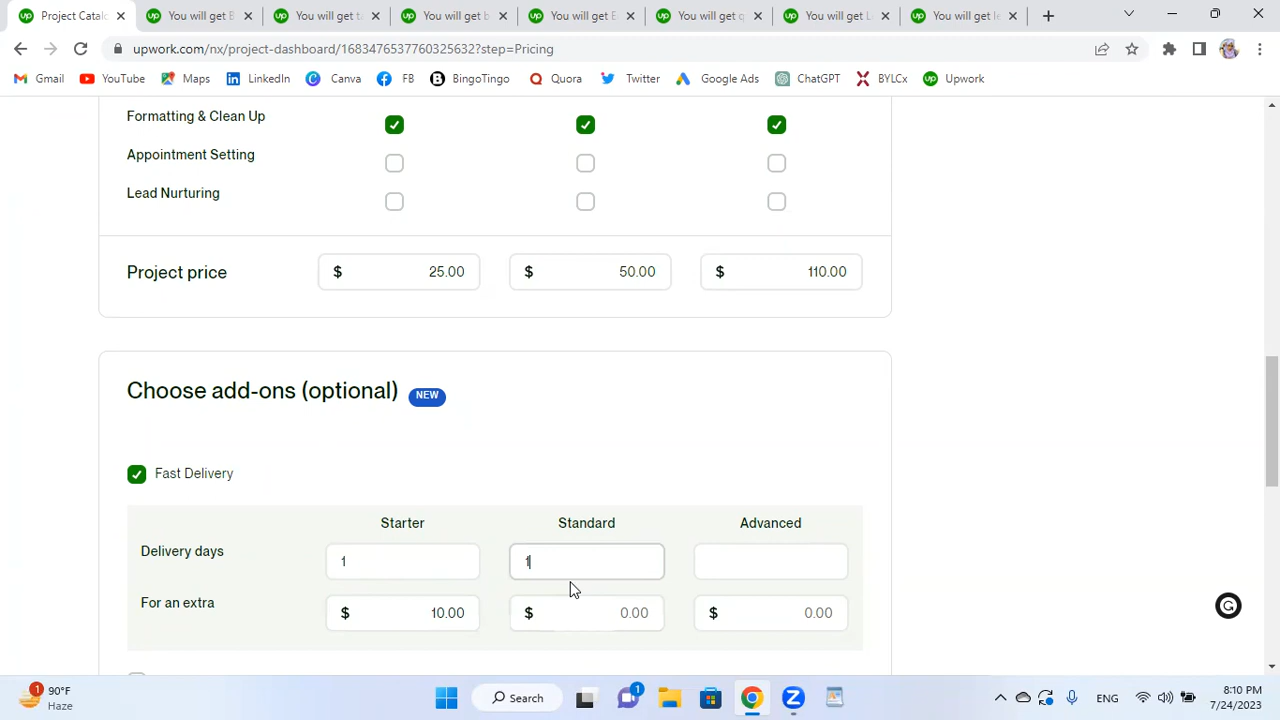 Project Catalo
You will get B
You will get ta
You will get b
You will get E
You will get q
You will get L
You will get le
upwork.com/nx/project-dashboard/1683476537760325632?step=Pricing
Gmail YouTube Maps LinkedIn Canva FB BingoTingo Quora Twitter Google Ads ChatGPT BYLCx Upwork
Formatting & Clean Up
Appointment Setting
Lead Nurturing
Project price $ 25.00 $ 50.00 $ 110.00
Choose add-ons (optional) NEW
Fast Delivery
Starter Standard Advanced
Delivery days 1 1
For an extra $ 10.00 $ 0.00 $ 0.00
1 90°F
Haze
Search
1
ENG
8:10 PM
7/24/2023